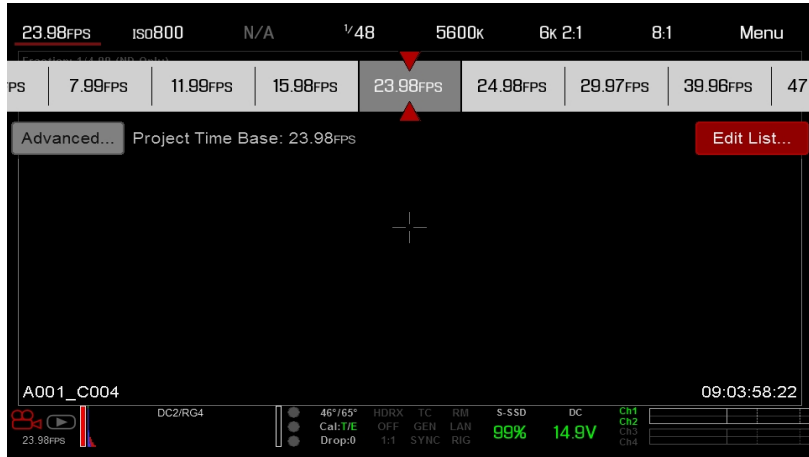 23.98FPS ISO800 N/A 1/48 5600K 6K 2:1 8:1 Menu
PS 7.99FPS 11.99FPS 15.98FPS 23.98FPS 24.98FPS 29.97FPS 39.96FPS 47
Advanced... Project Time Base: 23.98FPS Edit List...
A001_C004 09:03:58:22
DC2/RG4 46°/65° HDRX TC RM S-SSD DC Ch1
Cal:T/E OFF GEN LAN 99% 14.9V Ch2
23.98FPS Drop:0 1:1 SYNC RIG Ch3
Ch4